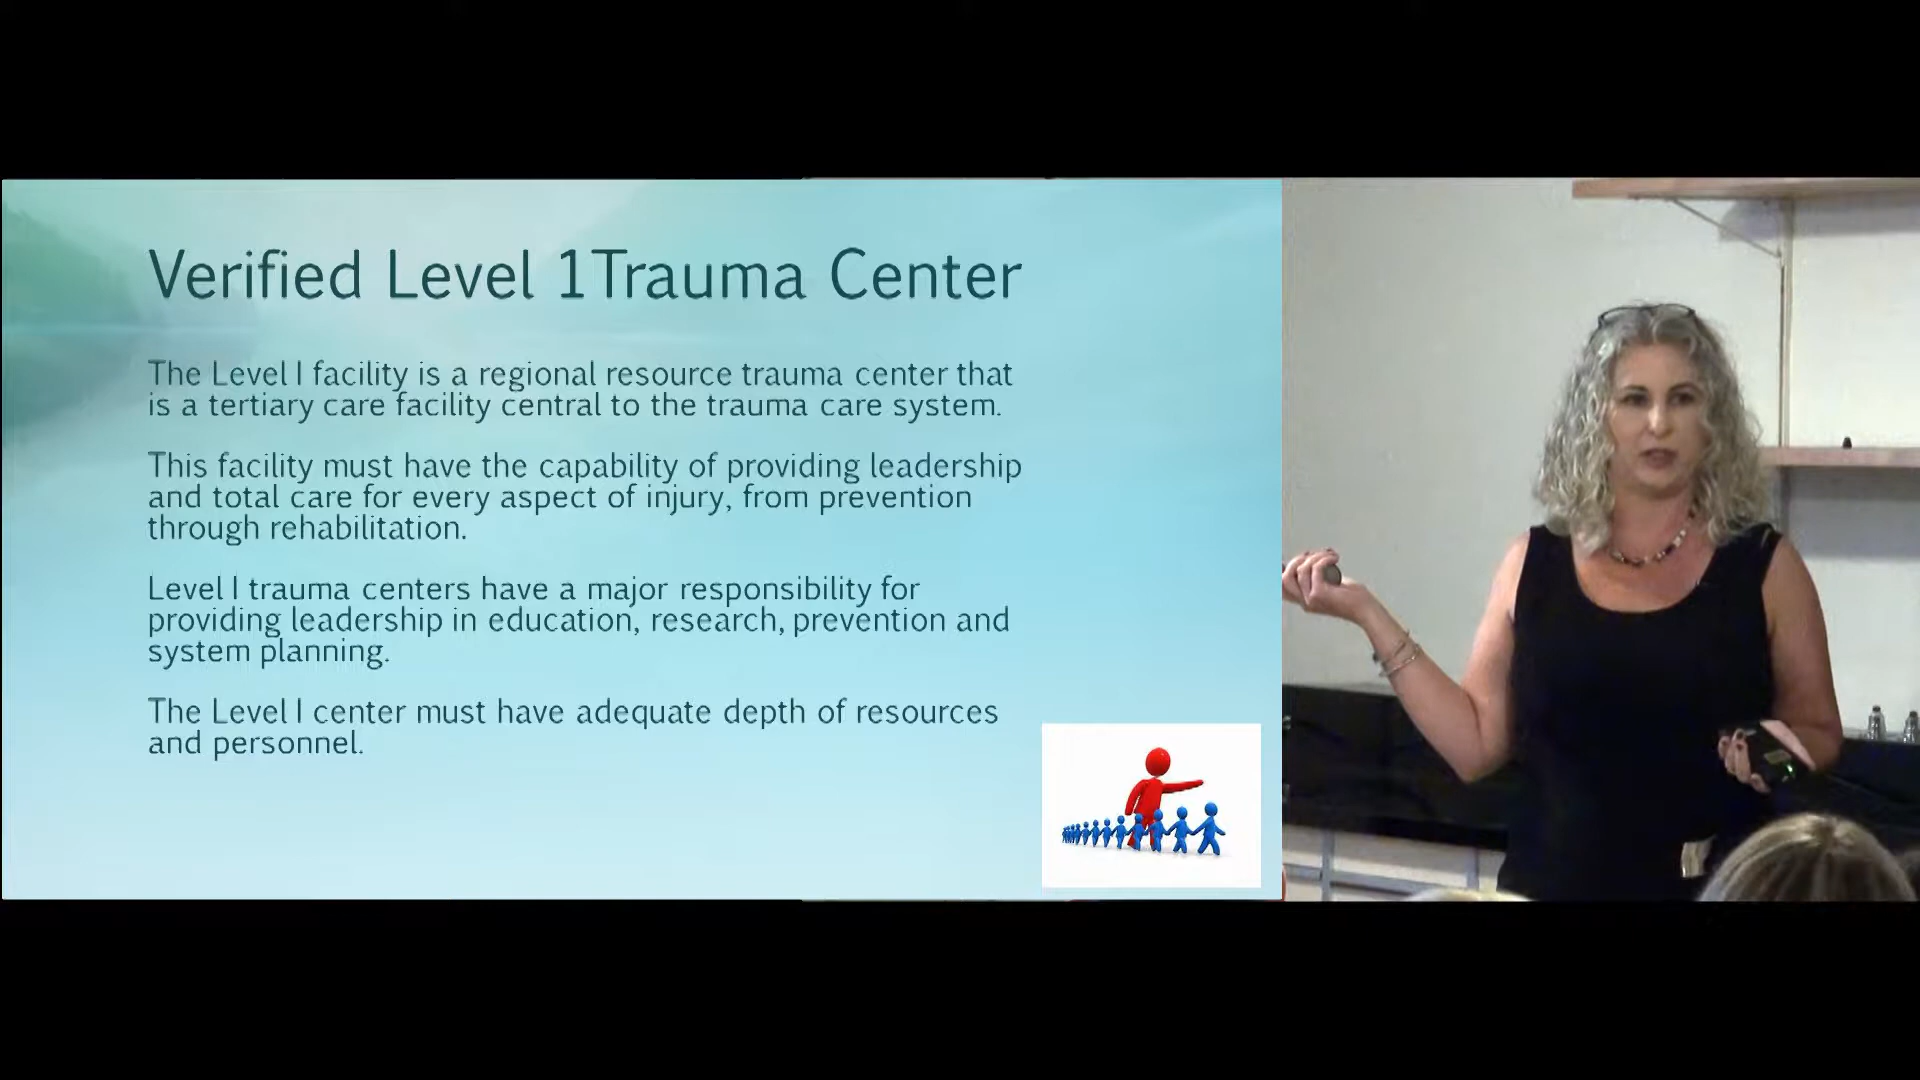 Verified Level 1Trauma Center
The Level I facility is a regional resource trauma center that
is a tertiary care facility central to the trauma care system.
This facility must have the capability of providing leadership
and total care for every aspect of injury, from prevention
through rehabilitation.
Level I trauma centers have a major responsibility for
providing leadership in education, research, prevention and
system planning.
The Level I center must have adequate depth of resources
and personnel.